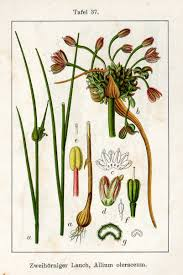 Tafel 37.
c
e
d
f
g
a
a
b
Zweihörniger Lauch, Allium oleraceum.